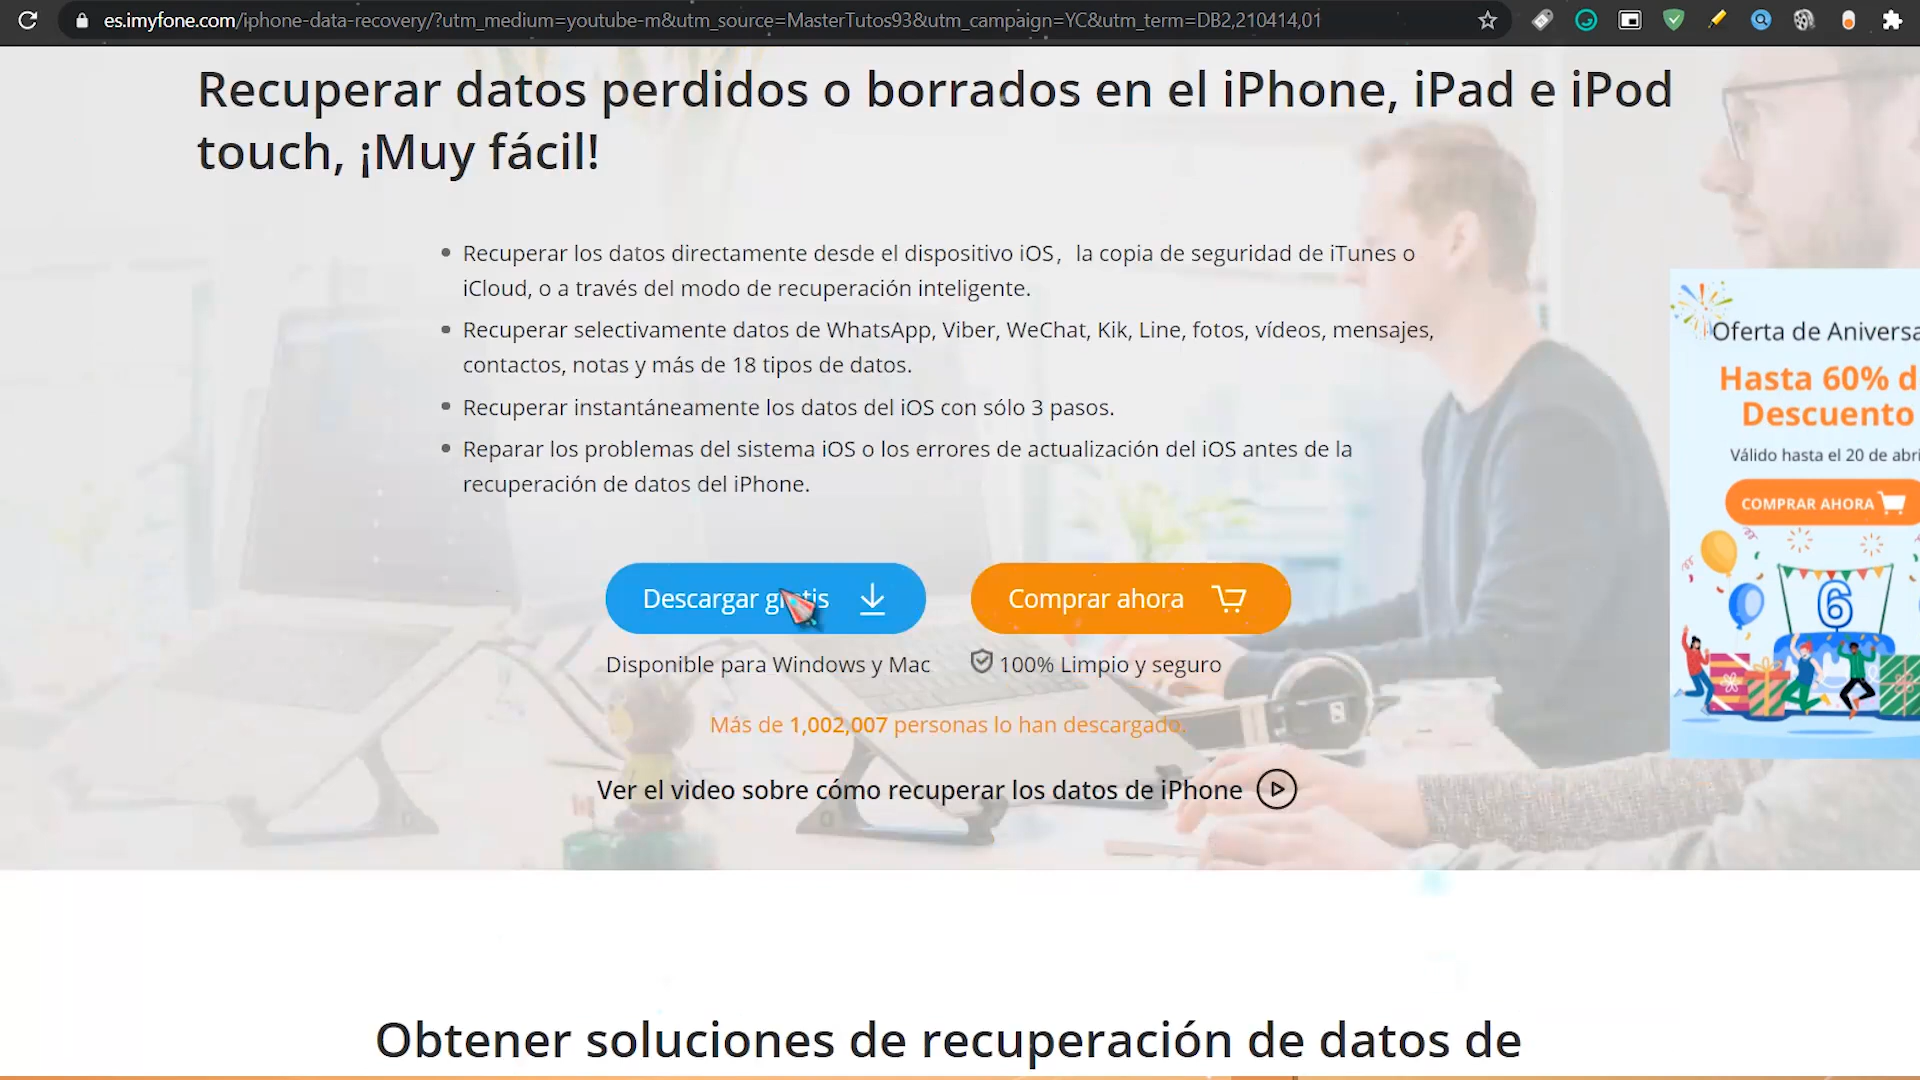 es.imyfone.com/iphone-data-recovery/?utm_medium=youtube-m&utm_source=MasterTutos93&utm_campaign=YC&utm_term=DB2,210414,01
Recuperar datos perdidos o borrados en el iPhone, iPad e iPod
touch, ¡Muy fácil!
• Recuperar los datos directamente desde el dispositivo iOS，la copia de seguridad de iTunes o
iCloud, o a través del modo de recuperación inteligente.
• Recuperar selectivamente datos de WhatsApp, Viber, WeChat, Kik, Line, fotos, vídeos, mensajes,
contactos, notas y más de 18 tipos de datos.
• Recuperar instantáneamente los datos del iOS con sólo 3 pasos.
• Reparar los problemas del sistema iOS o los errores de actualización del iOS antes de la
recuperación de datos del iPhone.
Oferta de Aniversa
Hasta 60% d
Descuento
Válido hasta el 20 de abri
COMPRAR AHORA
6
Descargar gratis
Comprar ahora
Disponible para Windows y Mac
100% Limpio y seguro
Más de 1,002,007 personas lo han descargado.
Ver el video sobre cómo recuperar los datos de iPhone
Obtener soluciones de recuperación de datos de